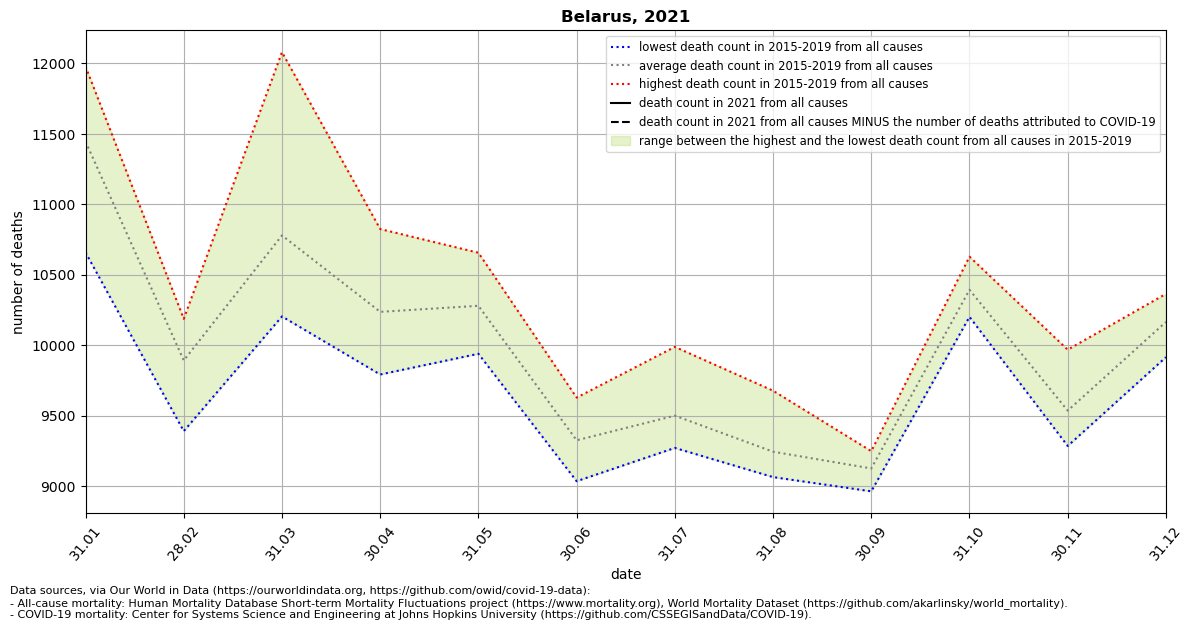 Belarus, 2021
lowest death count in 2015-2019 from all causes
average death count in 2015-2019 from all causes
highest death count in 2015-2019 from all causes
death count in 2021 from all causes
death count in 2021 from all causes MINUS the number of deaths attributed to COVID-19
range between the highest and the lowest death count from all causes in 2015-2019
number of deaths
12000
11500
11000
10500
10000
9500
9000
31.01
28.02
31.03
30.04
31.05
30.06
31.07
31.08
30.09
31.10
30.11
31.12
date
Data sources, via Our World in Data (https://ourworldindata.org, https://github.com/owid/covid-19-data):
- All-cause mortality: Human Mortality Database Short-term Mortality Fluctuations project (https://www.mortality.org), World Mortality Dataset (https://github.com/akarlinsky/world_mortality).
- COVID-19 mortality: Center for Systems Science and Engineering at Johns Hopkins University (https://github.com/CSSEGISandData/COVID-19).